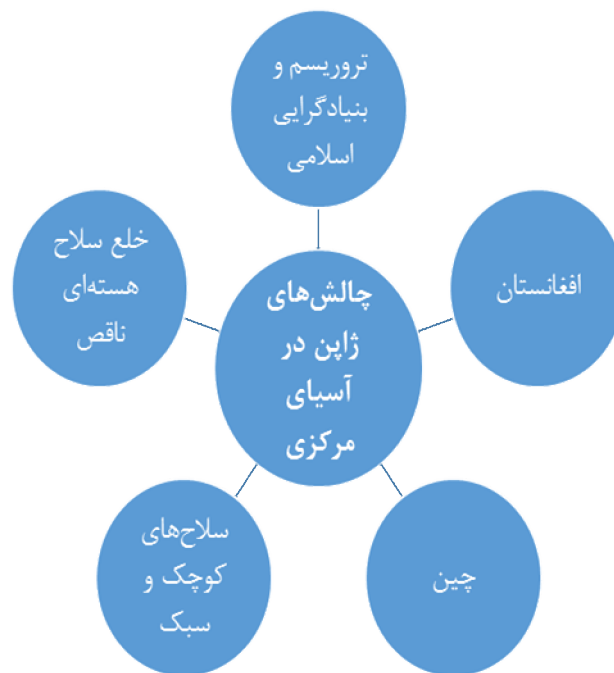 تروریسم و
بنیادگرایی
اسلامی
افغانستان
چین
سلاح‌های
کوچک و
سبک
خلع سلاح
هسته‌ای
ناقص
چالش‌های
ژاپن در
آسیای
مرکزی